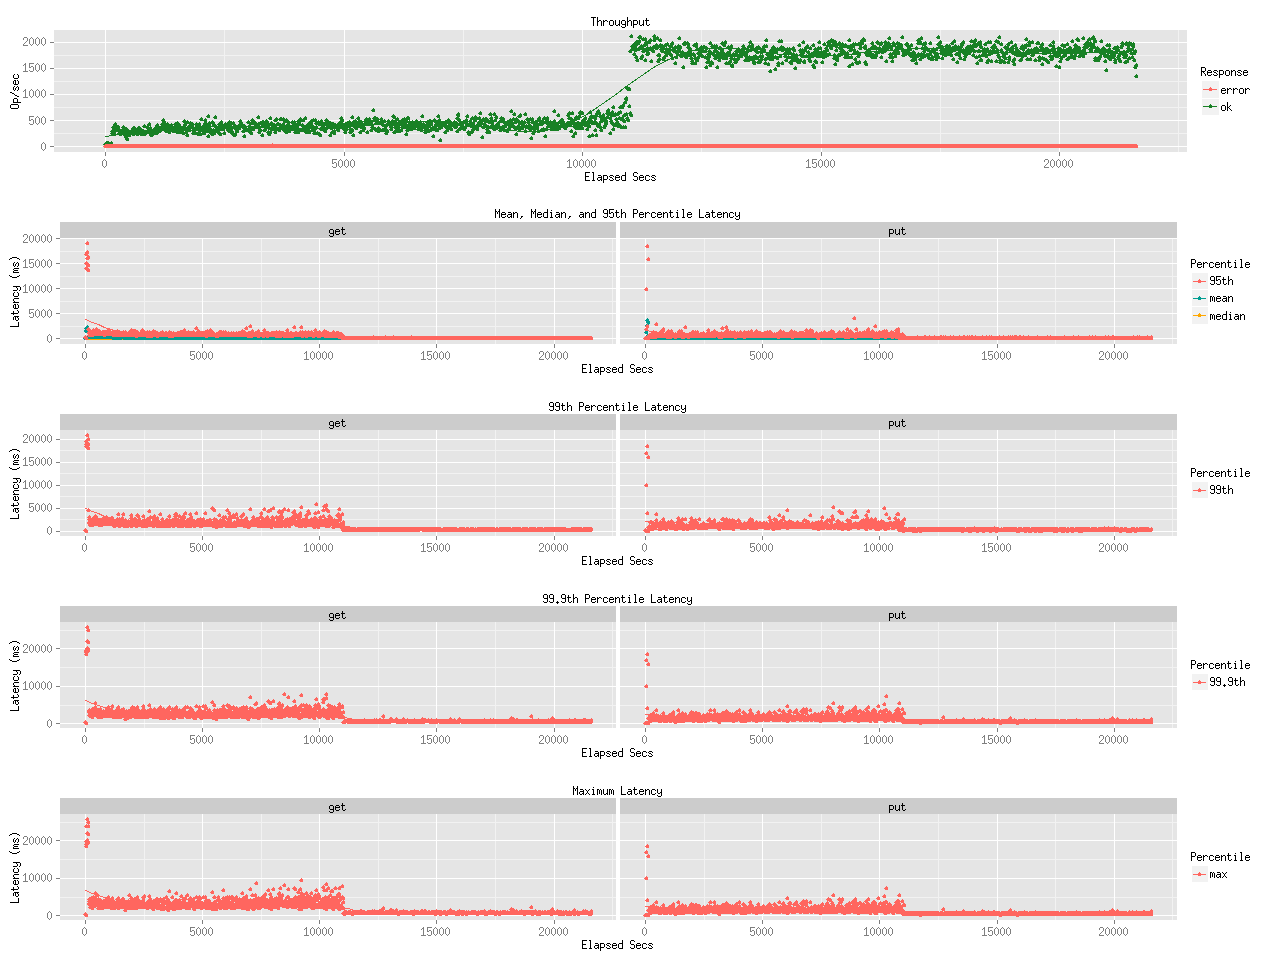 Throughput
Op/sec
2000
1500
1000
500
0
0 5000 10000 15000 20000
Elapsed Secs
Response
error
ok
Mean, Median, and 95th Percentile Latency
get put
Latency (ms)
20000
15000
10000
5000
0
0 5000 10000 15000 20000 0 5000 10000 15000 20000
Elapsed Secs
Percentile
95th
mean
median
99th Percentile Latency
get put
Latency (ms)
20000
15000
10000
5000
0
0 5000 10000 15000 20000 0 5000 10000 15000 20000
Elapsed Secs
Percentile
99th
99.9th Percentile Latency
get put
Latency (ms)
20000
10000
0
0 5000 10000 15000 20000 0 5000 10000 15000 20000
Elapsed Secs
Percentile
99.9th
Maximum Latency
get put
Latency (ms)
20000
10000
0
0 5000 10000 15000 20000 0 5000 10000 15000 20000
Elapsed Secs
Percentile
max